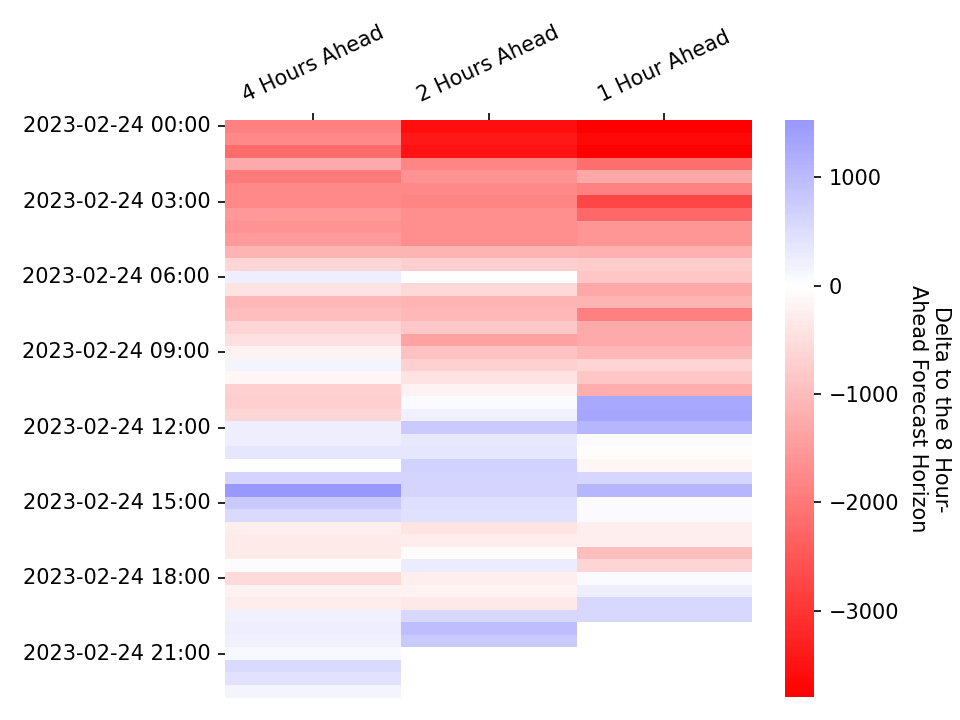 4 Hours Ahead
2 Hours Ahead
1 Hour Ahead
2023-02-24 00:00
2023-02-24 03:00
2023-02-24 06:00
2023-02-24 09:00
2023-02-24 12:00
2023-02-24 15:00
2023-02-24 18:00
2023-02-24 21:00
1000
0
−1000
−2000
−3000
Delta to the 8 Hour-
Ahead Forecast Horizon